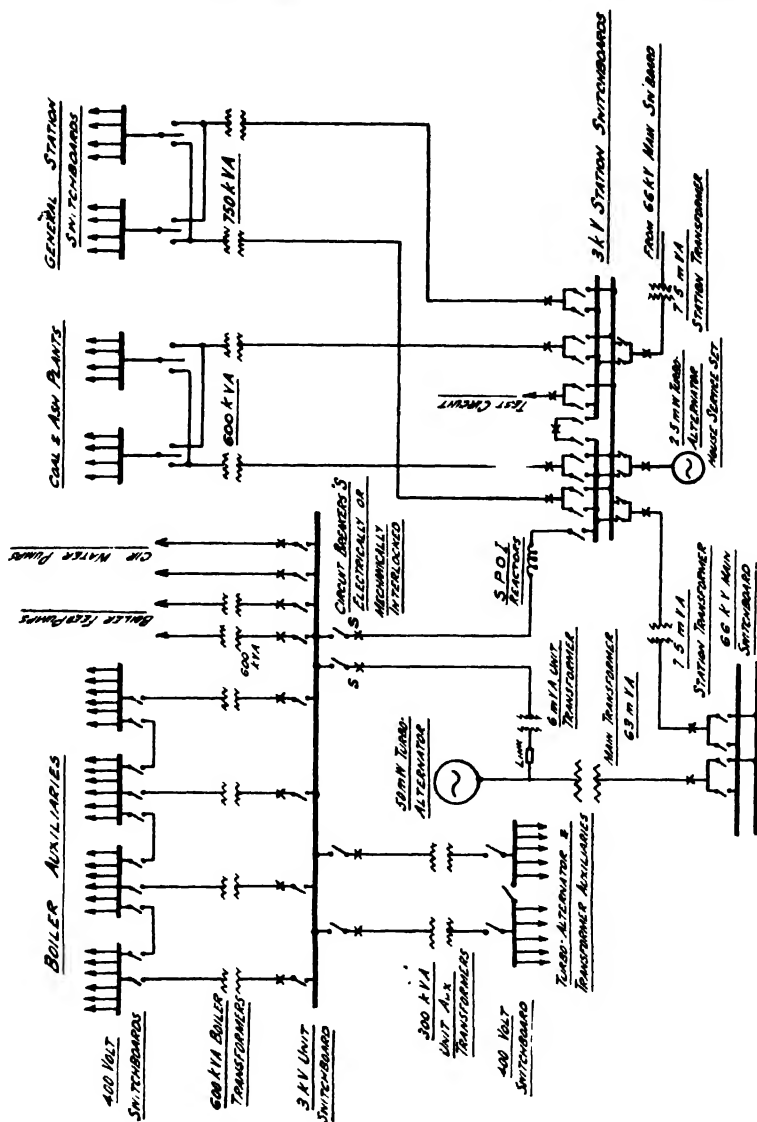 GENERAL STATION
SWITCHBOARDS
750 kVA
COAL & ASH PLANTS
600 kVA
CIR WATER PUMPS
BOILER FEED PUMPS
600
kVA
BOILER AUXILIARIES
400 VOLT
SWITCHBOARDS
600 kVA BOILER
TRANSFORMERS
3 kV UNIT
SWITCHBOARD
CIRCUIT BREAKERS 'S'
ELECTRICALLY OR
MECHANICALLY
INTERLOCKED
S
S
TEST CIRCUIT
3 kV STATION SWITCHBOARDS
FROM 66 kV MAIN SW'BOARD
7 5 MVA
STATION TRANSFORMER
2 5 MW TURBO-
ALTERNATOR
HOUSE SERVICE SET
REACTORS
6 MVA UNIT
TRANSFORMER
LINK
50 MW TURBO-
ALTERNATOR
MAIN TRANSFORMER
63 MVA
7 5 MVA
STATION TRANSFORMER
66 kV MAIN
SWITCHBOARD
300 kVA
UNIT AUX
TRANSFORMERS
400 VOLT
SWITCHBOARD
TURBO-ALTERNATOR &
TRANSFORMER AUXILIARIES